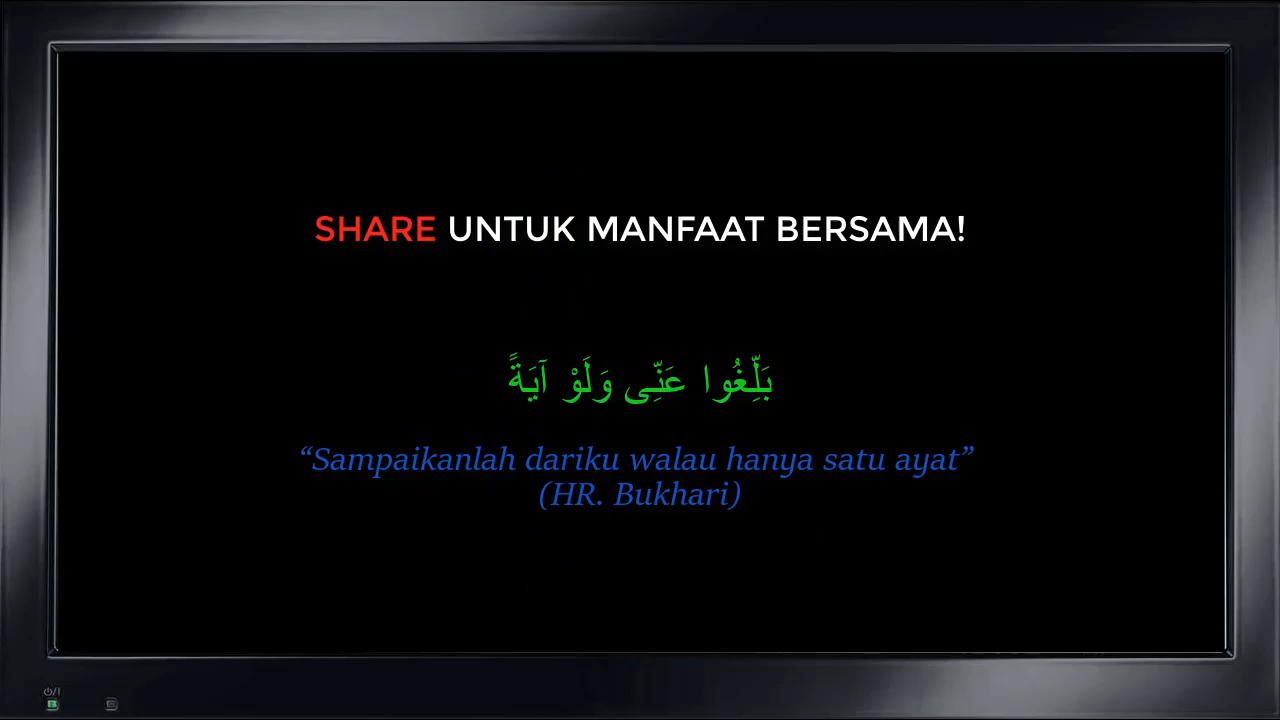 SHARE UNTUK MANFAAT BERSAMA!
بَلِّغُوا عَنِّى وَلَوْ آيَةً
“Sampaikanlah dariku walau hanya satu ayat”
(HR. Bukhari)